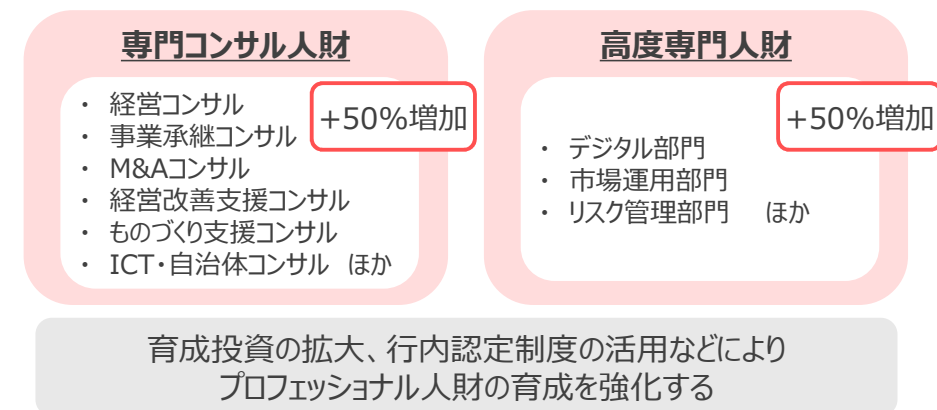 専門コンサル人財
・ 経営コンサル
・ 事業承継コンサル
・ M&Aコンサル
・ 経営改善支援コンサル
・ ものづくり支援コンサル
・ ICT・自治体コンサル ほか
+50%増加
高度専門人財
・ デジタル部門
・ 市場運用部門
・ リスク管理部門 ほか
+50%増加
育成投資の拡大、行内認定制度の活用などにより
プロフェッショナル人財の育成を強化する